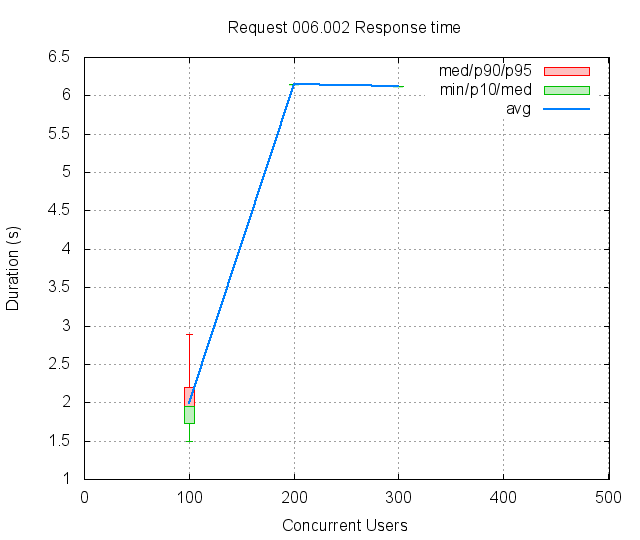 Request 006.002 Response time
6.5
6
5.5
5
4.5
4
3.5
3
2.5
2
1.5
1
med/p90/p95
min/p10/med
avg
Duration (s)
0 100 200 300 400 500
Concurrent Users